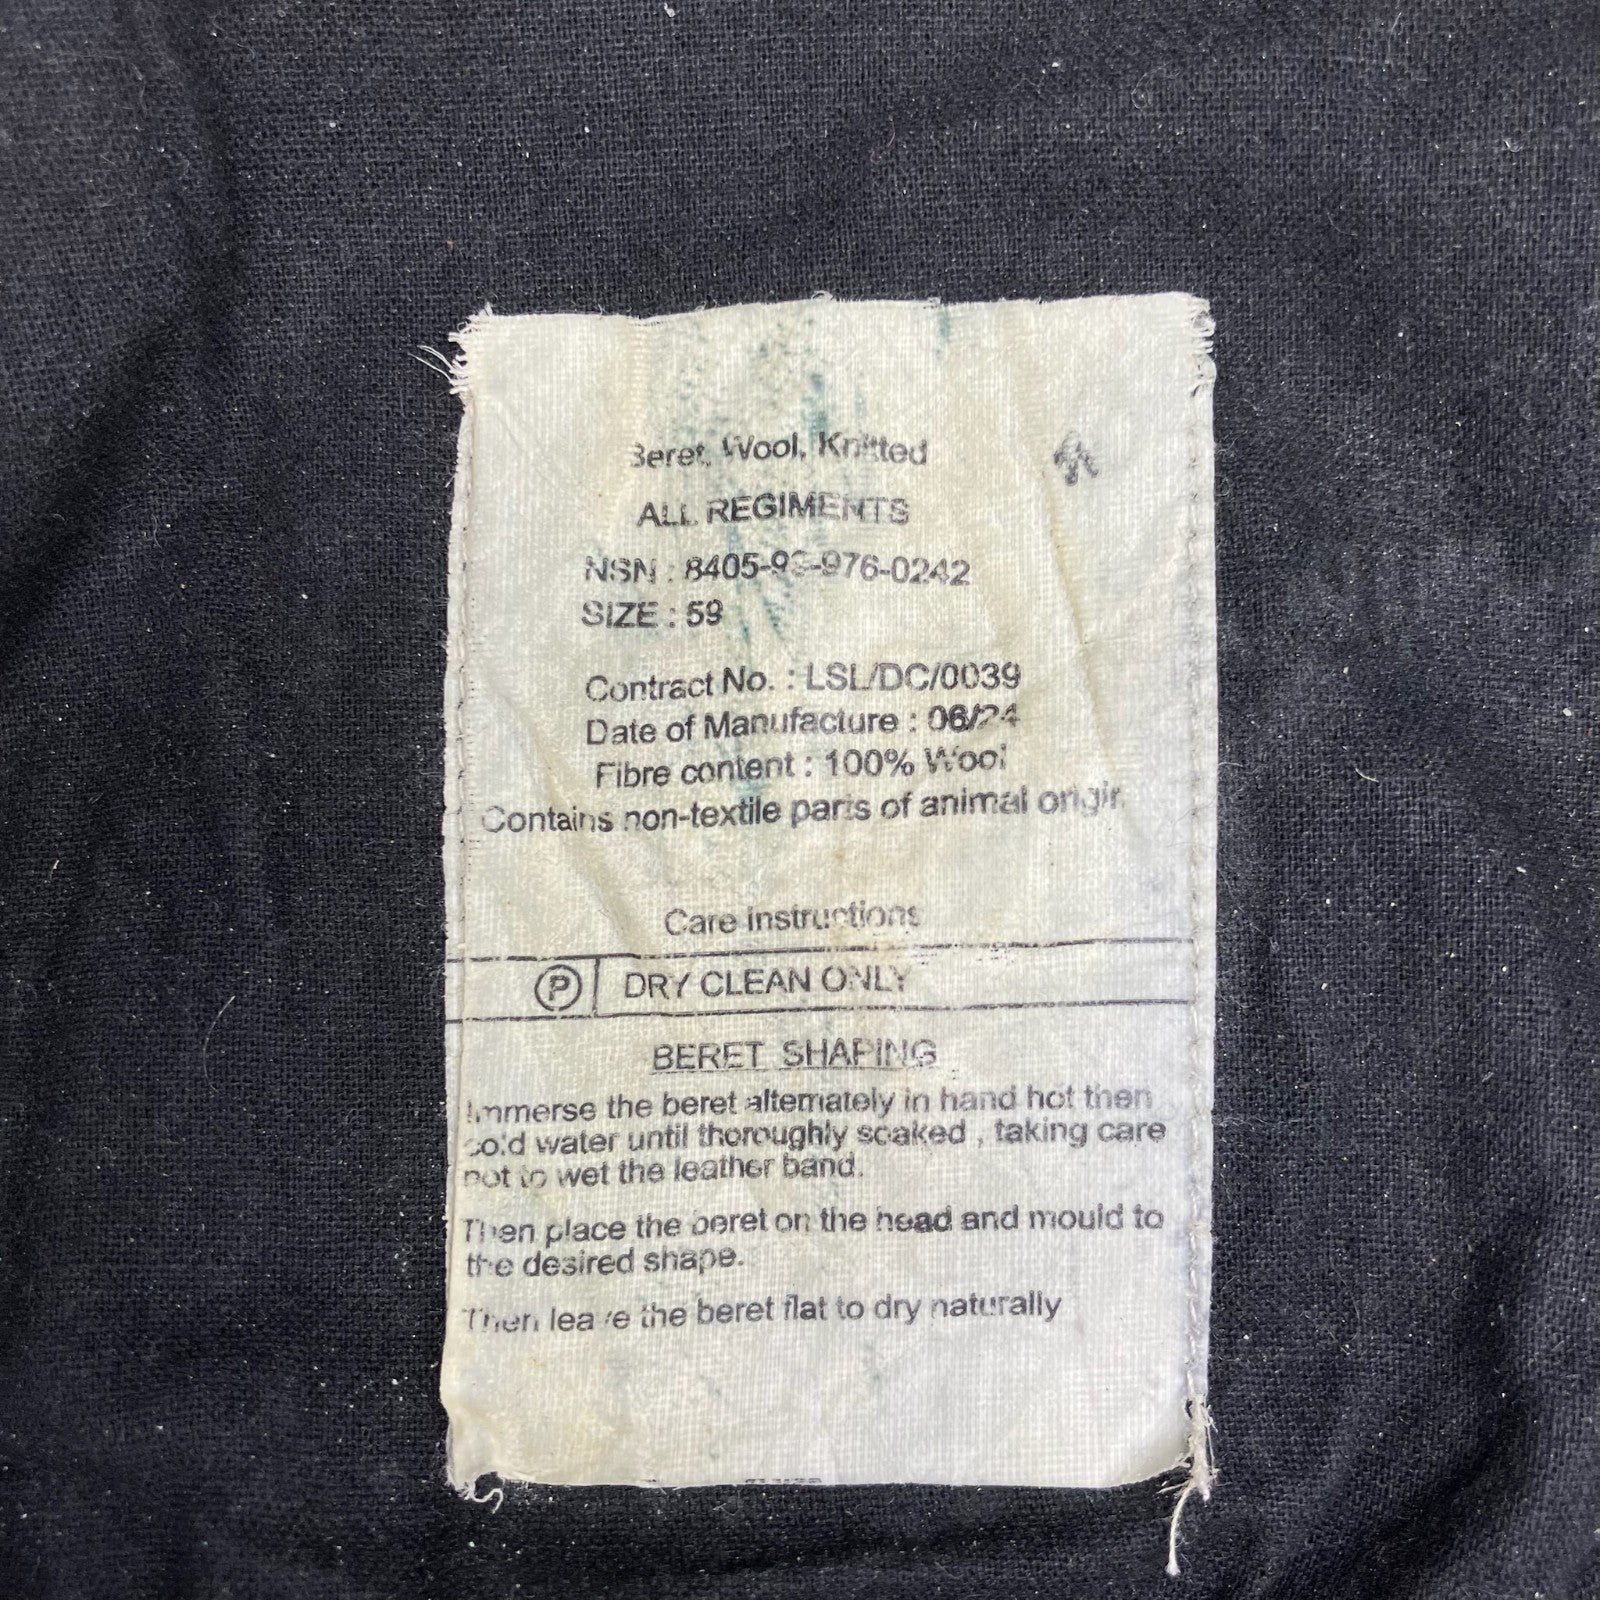 Beret, Wool, Knitted
ALL REGIMENTS
NSN : 8405-99-976-0242
SIZE : 59
Contract No. : LSL/DC/0039
Date of Manufacture : 06/24
Fibre content : 100% Wool
Contains non-textile parts of animal origin
Care instructions
P DRY CLEAN ONLY
BERET SHAPING
Immerse the beret alternately in hand hot then
cold water until thoroughly soaked , taking care
not to wet the leather band.
Then place the beret on the head and mould to
the desired shape.
Then leave the beret flat to dry naturally